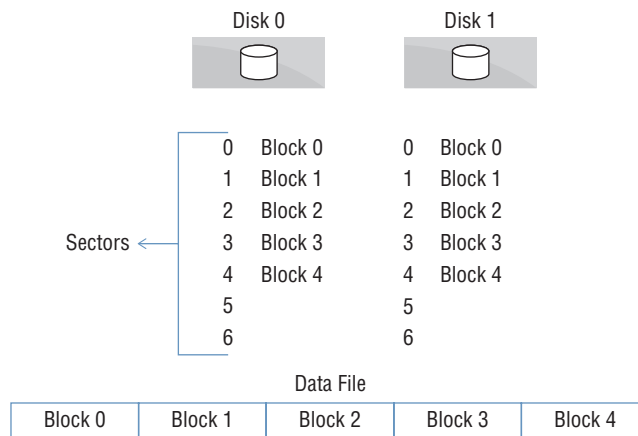 Disk 0 Disk 1
0 Block 0 0 Block 0
1 Block 1 1 Block 1
2 Block 2 2 Block 2
Sectors 3 Block 3 3 Block 3
4 Block 4 4 Block 4
5 5
6 6
Data File
Block 0 Block 1 Block 2 Block 3 Block 4